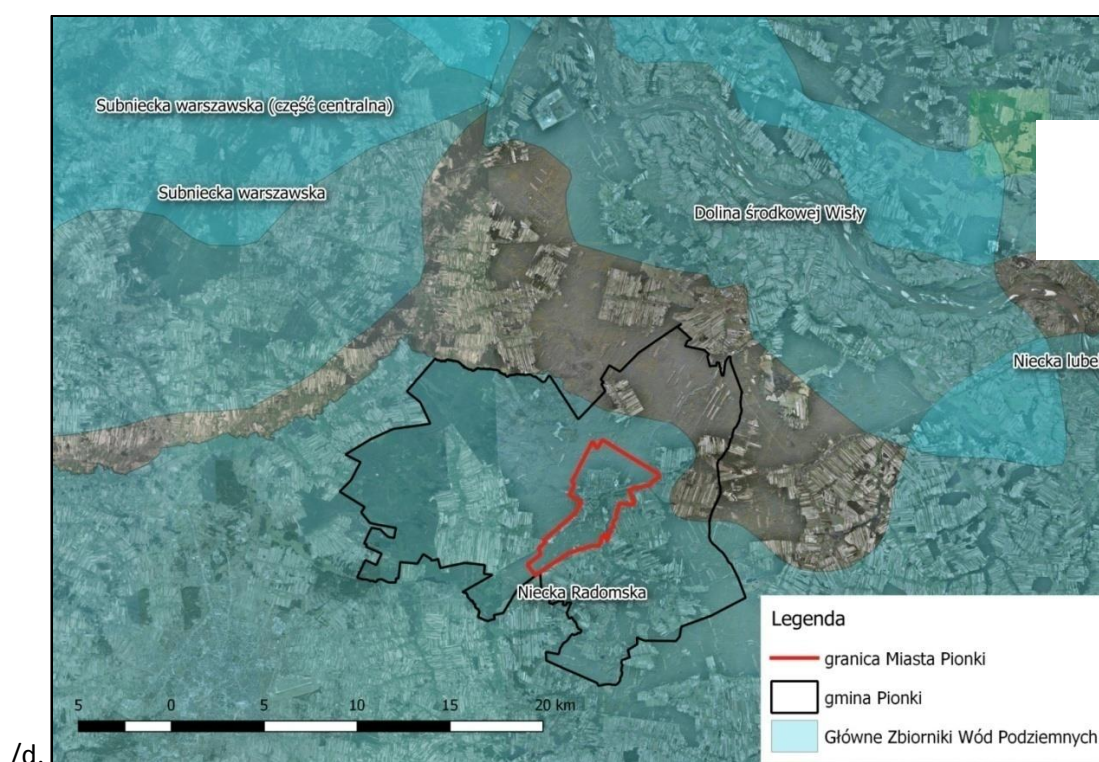 Subniecka warszawska (część centralna)
Subniecka warszawska
Dolina środkowej Wisły
Niecka lubel
Niecka Radomska
Legenda
granica Miasta Pionki
gmina Pionki
Główne Zbiorniki Wód Podziemnych
5 0 5 10 15 20 km
/d.